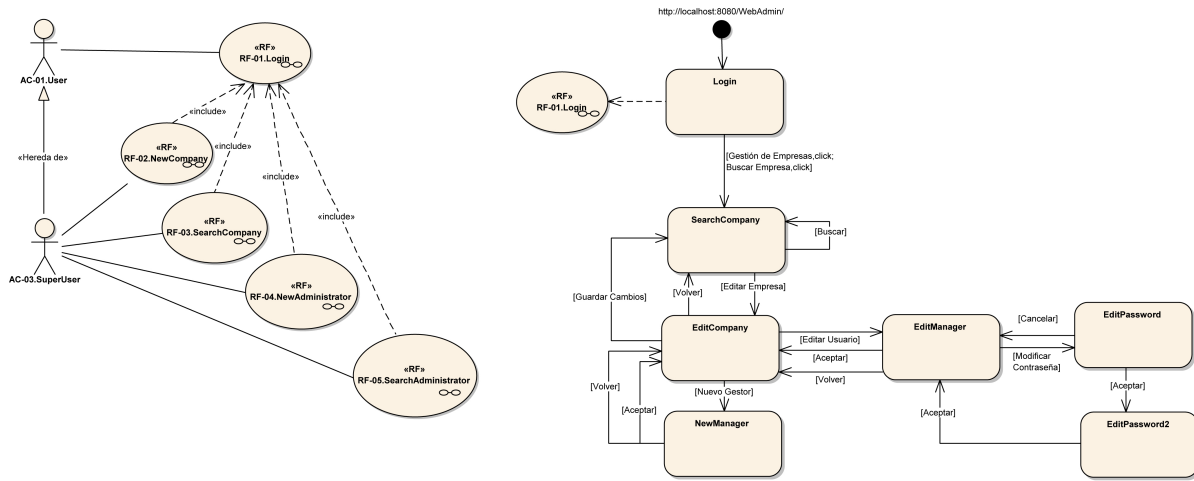 «RF»
RF-01.Login
AC-01.User
«include»
«RF»
RF-02.NewCompany
«include»
«Hereda de»
«include»
«RF»
RF-03.SearchCompany
«include»
AC-03.SuperUser
«RF»
RF-04.NewAdministrator
«RF»
RF-05.SearchAdministrator
http://localhost:8080/WebAdmin/
Login
«RF»
RF-01.Login
[Gestión de Empresas,click;
Buscar Empresa,click]
SearchCompany
[Buscar]
[Guardar Cambios]
[Volver]
[Editar Empresa]
EditCompany
[Editar Usuario]
[Aceptar]
[Volver]
EditManager
[Cancelar]
[Modificar
Contraseña]
EditPassword
[Volver]
[Aceptar]
[Nuevo Gestor]
[Aceptar]
[Aceptar]
NewManager
EditPassword2